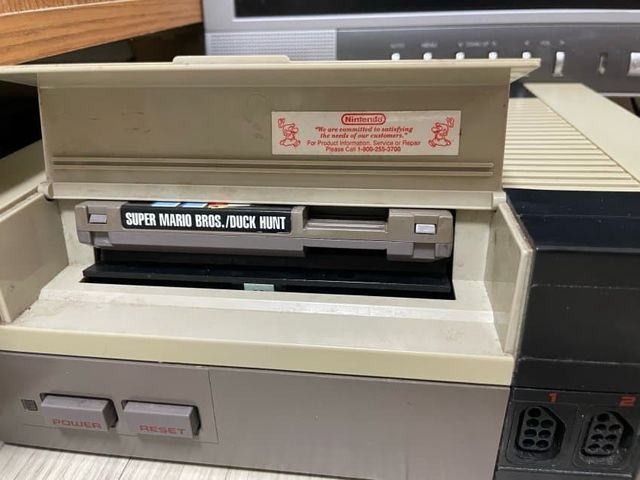 Nintendo
"We are committed to satisfying
the needs of our customers."
For Product Information, Service or Repair
Please Call 1-800-255-3700
SUPER MARIO BROS./DUCK HUNT
POWER
RESET
1
2